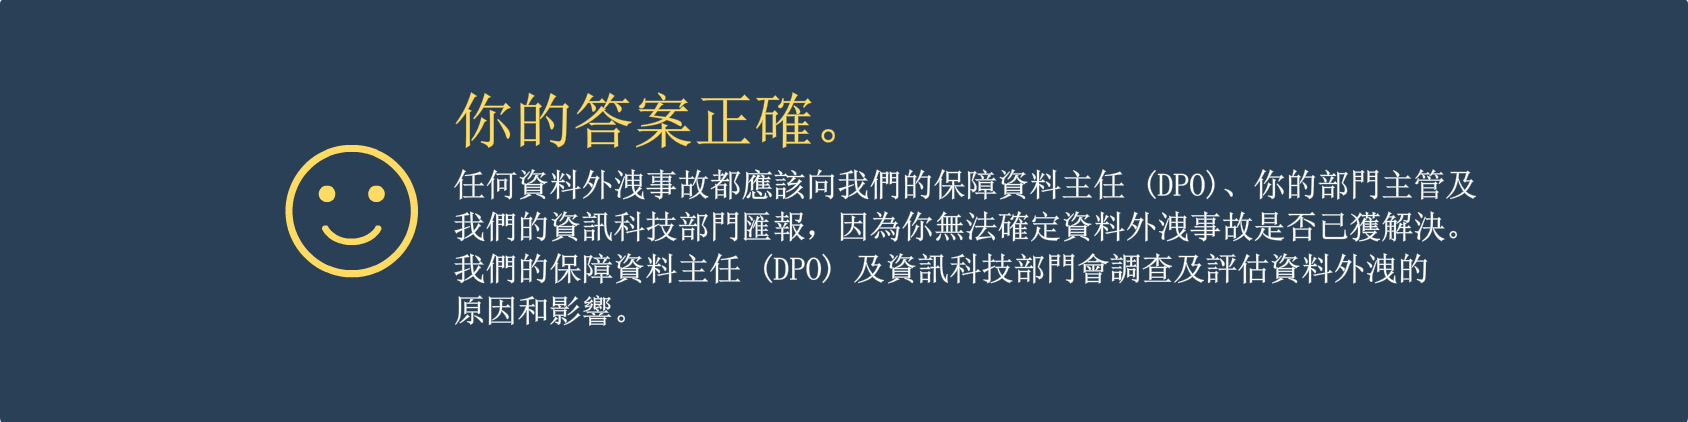 你的答案正確。
任何資料外洩事故都應該向我們的保障資料主任 (DPO)、你的部門主管及
我們的資訊科技部門匯報，因為你無法確定資料外洩事故是否已獲解決。
我們的保障資料主任 (DPO) 及資訊科技部門會調查及評估資料外洩的
原因和影響。